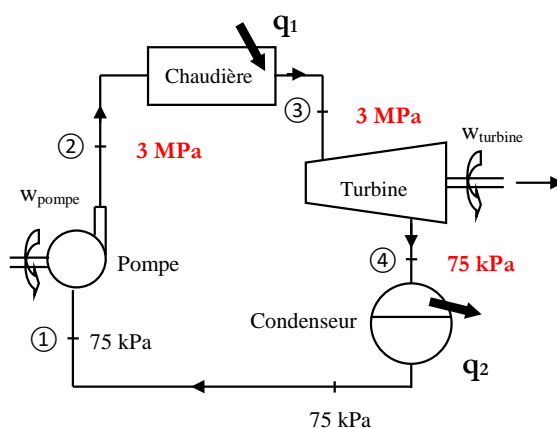 q1
Chaudière
③
②
3 MPa
3 MPa
wturbine
Turbine
wpompe
④
75 kPa
Pompe
Condenseur
①
75 kPa
q2
75 kPa